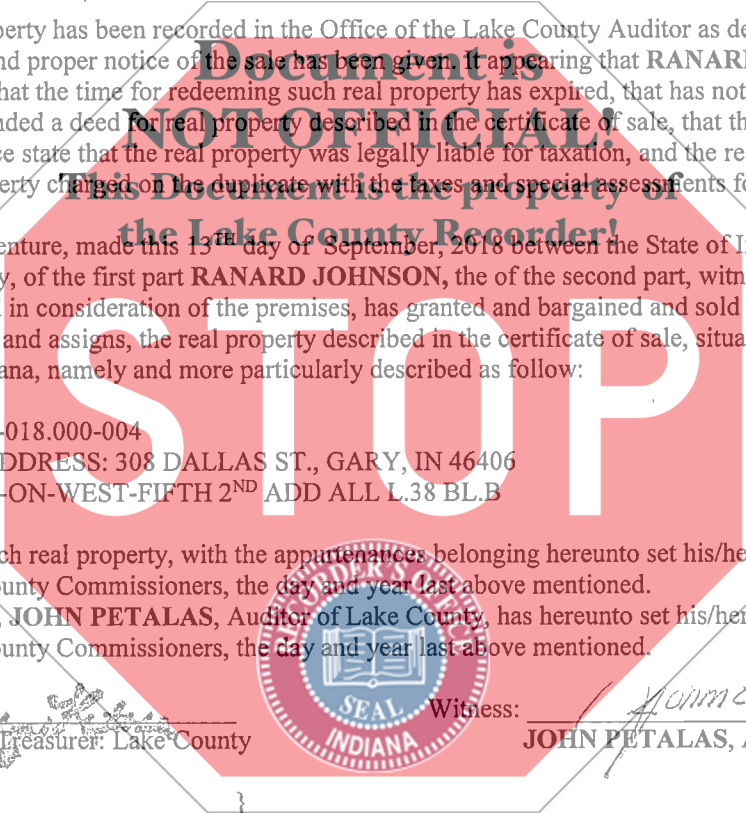 perty has been recorded in the Office of the Lake County Auditor as de
nd proper notice of the sale has been given. It appearing that RANARD
Document is
hat the time for redeeming such real property has expired, that has not
nded a deed for real property described in the certificate of sale, that th
NOT OFFICIAL!
ce state that the real property was legally liable for taxation, and the re
erty charged on the duplicate with the taxes and special assessments fo
This Document is the property of
the Lake County Recorder!
enture, made this 13TH day of September, 2018 between the State of I
y, of the first part RANARD JOHNSON, the of the second part, witn
in consideration of the premises, has granted and bargained and sold
and assigns, the real property described in the certificate of sale, situa
ana, namely and more particularly described as follow:
STOP
-018.000-004
DDRESS: 308 DALLAS ST., GARY, IN 46406
-ON-WEST-FIFTH 2ND ADD ALL L.38 BL.B
ch real property, with the appurtenances belonging hereunto set his/he
ounty Commissioners, the day and year last above mentioned.
, JOHN PETALAS, Auditor of Lake County, has hereunto set his/her
ounty Commissioners, the day and year last above mentioned.
RECORDER'S OFFICE
SEAL
INDIANA
Witness:
Treasurer: Lake County
JOHN PETALAS, A
}